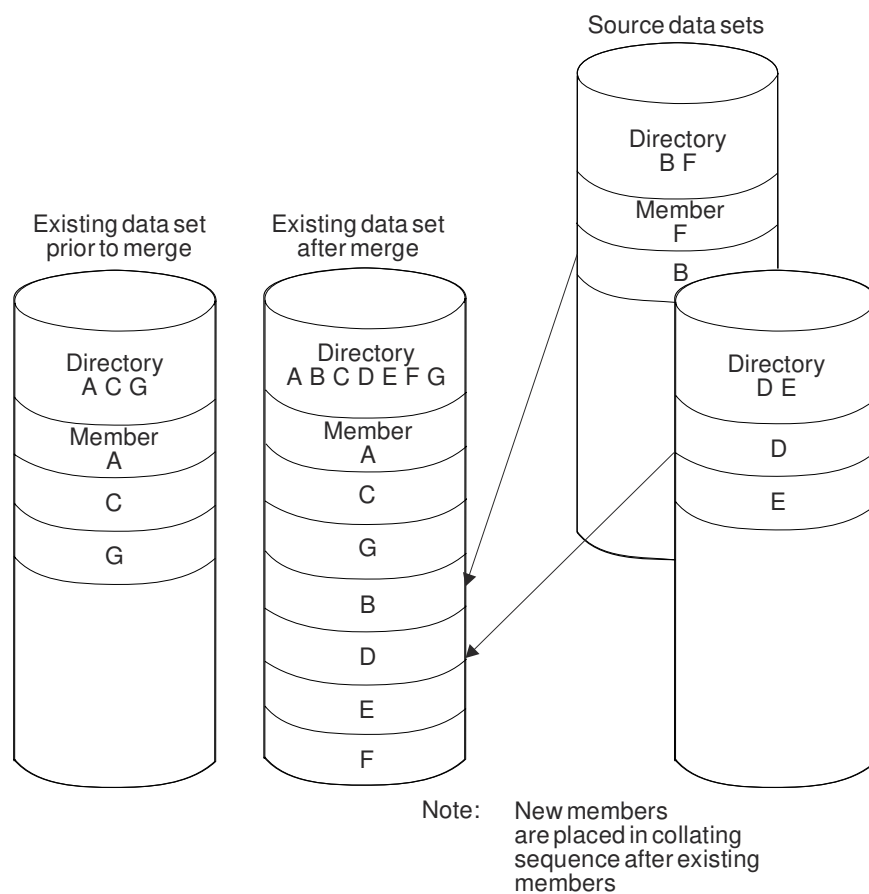 Source data sets
Directory
B F
Member
F
B
Existing data set
prior to merge
Directory
A C G
Member
A
C
G
Existing data set
after merge
Directory
A B C D E F G
Member
A
C
G
B
D
E
F
Directory
D E
D
E
Note: New members
are placed in collating
sequence after existing
members